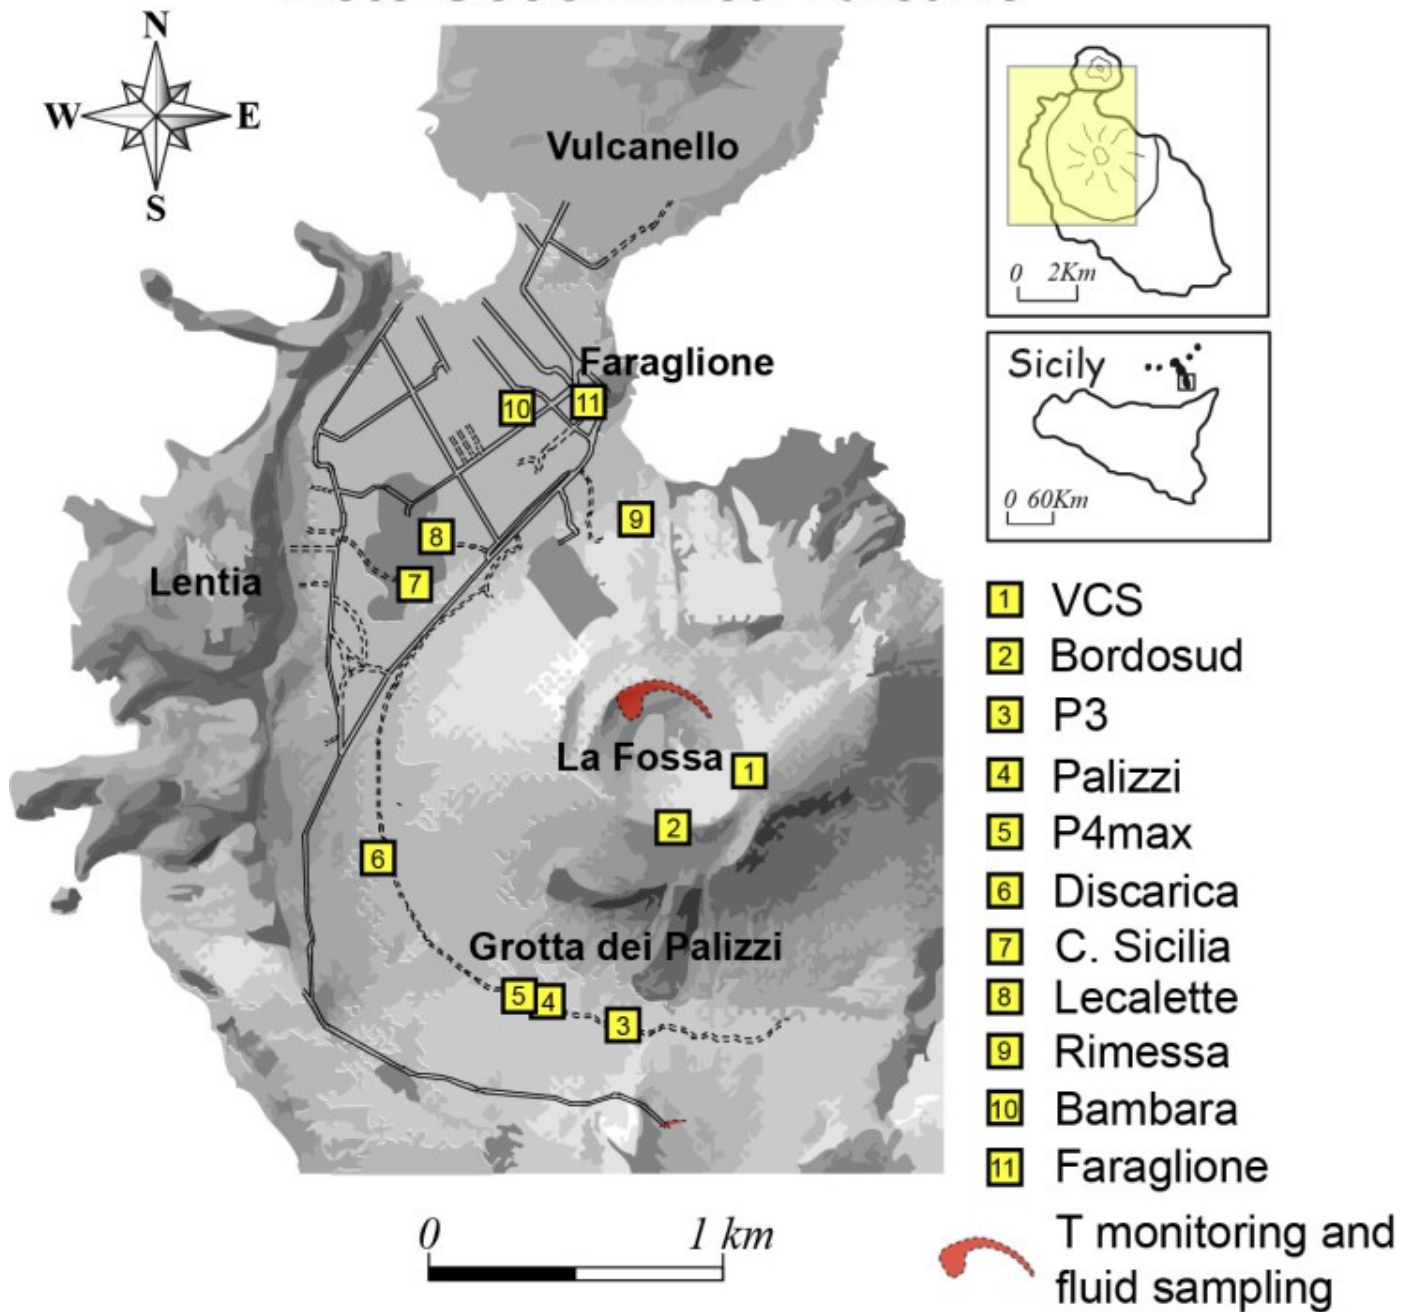 N
W
E
S
Vulcanello
Faraglione
10
11
9
8
7
Lentia
La Fossa
1
2
6
Grotta dei Palizzi
5
4
3
0 2Km
Sicily
0 60Km
1 VCS
2 Bordosud
3 P3
4 Palizzi
5 P4max
6 Discarica
7 C. Sicilia
8 Lecalette
9 Rimessa
10 Bambara
11 Faraglione
T monitoring and
fluid sampling
0 1 km